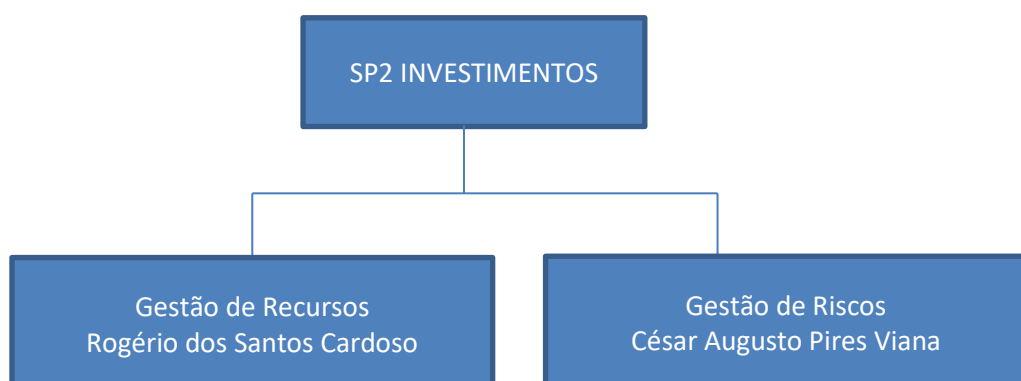 SP2 INVESTIMENTOS
Gestão de Recursos
Rogério dos Santos Cardoso
Gestão de Riscos
César Augusto Pires Viana